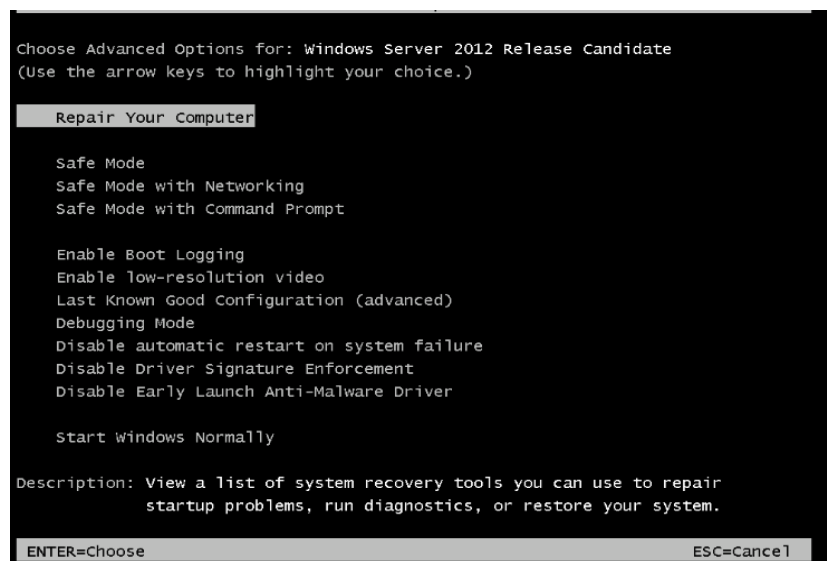 Choose Advanced Options for: Windows Server 2012 Release Candidate
(Use the arrow keys to highlight your choice.)
Repair Your Computer
Safe Mode
Safe Mode with Networking
Safe Mode with Command Prompt
Enable Boot Logging
Enable low-resolution video
Last Known Good Configuration (advanced)
Debugging Mode
Disable automatic restart on system failure
Disable Driver Signature Enforcement
Disable Early Launch Anti-Malware Driver
Start Windows Normally
Description: View a list of system recovery tools you can use to repair
startup problems, run diagnostics, or restore your system.
ENTER=Choose ESC=Cancel